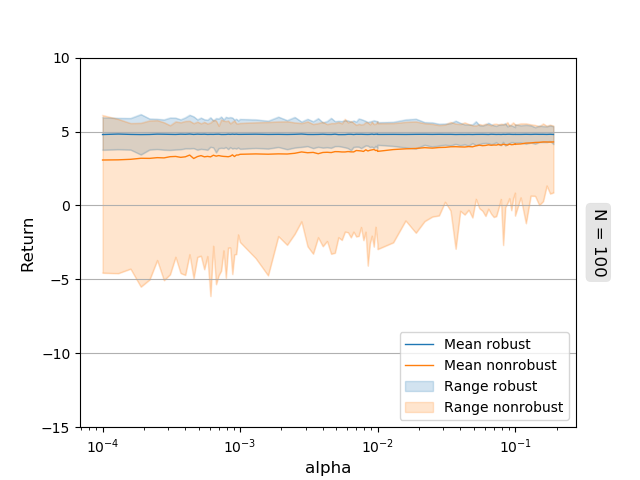 10
5
0
−5
−10
−15
Return
10⁻⁴
10⁻³
10⁻²
10⁻¹
alpha
N = 100
Mean robust
Mean nonrobust
Range robust
Range nonrobust